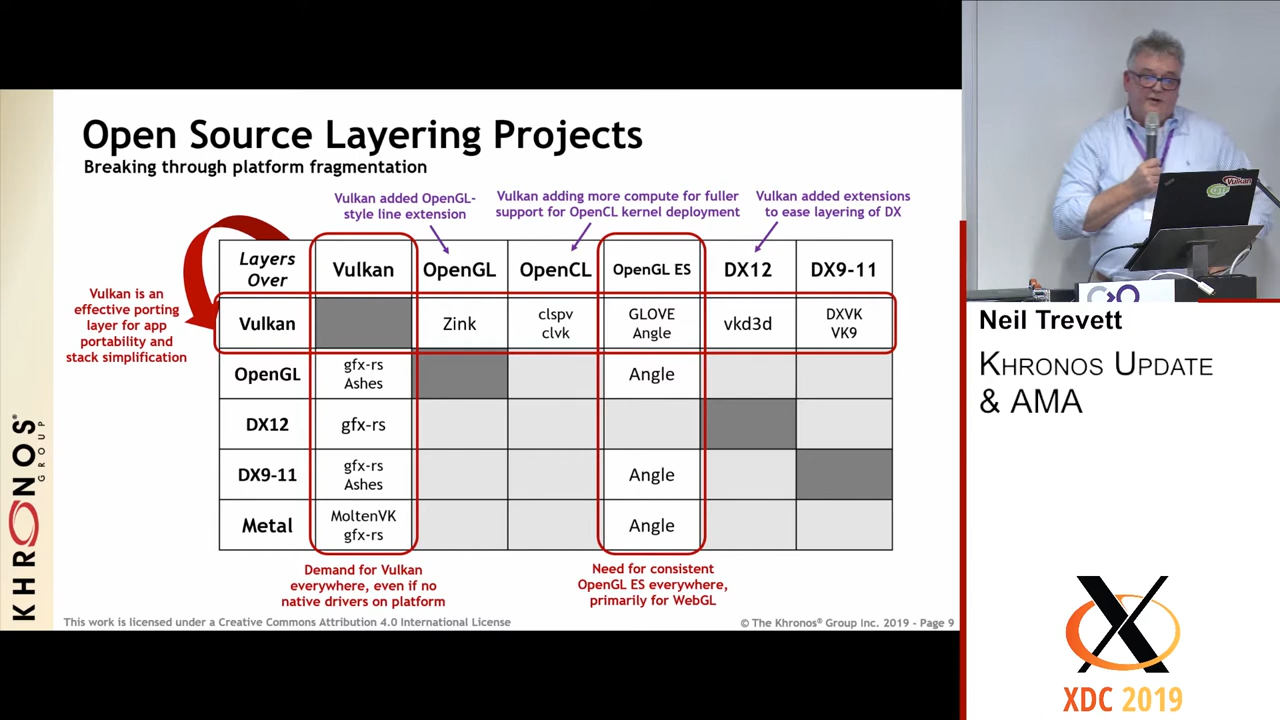 Open Source Layering Projects
Breaking through platform fragmentation
Vulkan added OpenGL-
style line extension
Vulkan adding more compute for fuller
support for OpenCL kernel deployment
Vulkan added extensions
to ease layering of DX
Layers
Over
Vulkan
OpenGL
OpenCL
OpenGL ES
DX12
DX9-11
Vulkan is an
effective porting
layer for app
portability and
stack simplification
Vulkan
Zink
clspv
clvk
GLOVE
Angle
vkd3d
DXVK
VK9
OpenGL
gfx-rs
Ashes
Angle
DX12
gfx-rs
DX9-11
gfx-rs
Ashes
Angle
Metal
MoltenVK
gfx-rs
Angle
Demand for Vulkan
everywhere, even if no
native drivers on platform
Need for consistent
OpenGL ES everywhere,
primarily for WebGL
This work is licensed under a Creative Commons Attribution 4.0 International License
© The Khronos® Group Inc. 2019 - Page 9
KHRONOS®
GROUP
Vulkan
Neil Trevett
Khronos Update
& AMA
X
XDC 2019